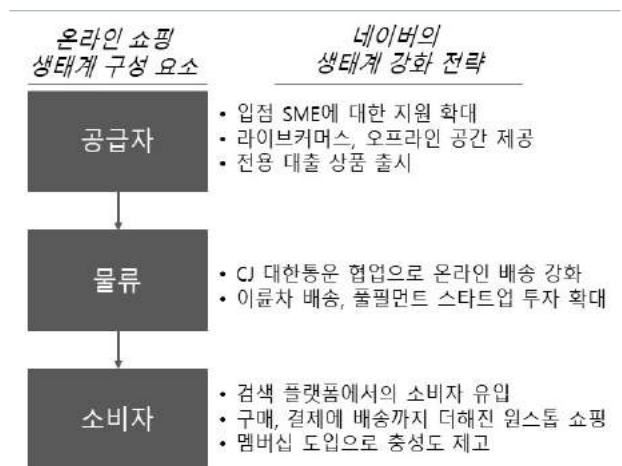 온라인 쇼핑
생태계 구성 요소
네이버의
생태계 강화 전략
공급자
• 입점 SME에 대한 지원 확대
• 라이브커머스, 오프라인 공간 제공
• 전용 대출 상품 출시
물류
• CJ 대한통운 협업으로 온라인 배송 강화
• 이륜차 배송, 풀필먼트 스타트업 투자 확대
소비자
• 검색 플랫폼에서의 소비자 유입
• 구매, 결제에 배송까지 더해진 원스톱 쇼핑
• 멤버십 도입으로 충성도 제고